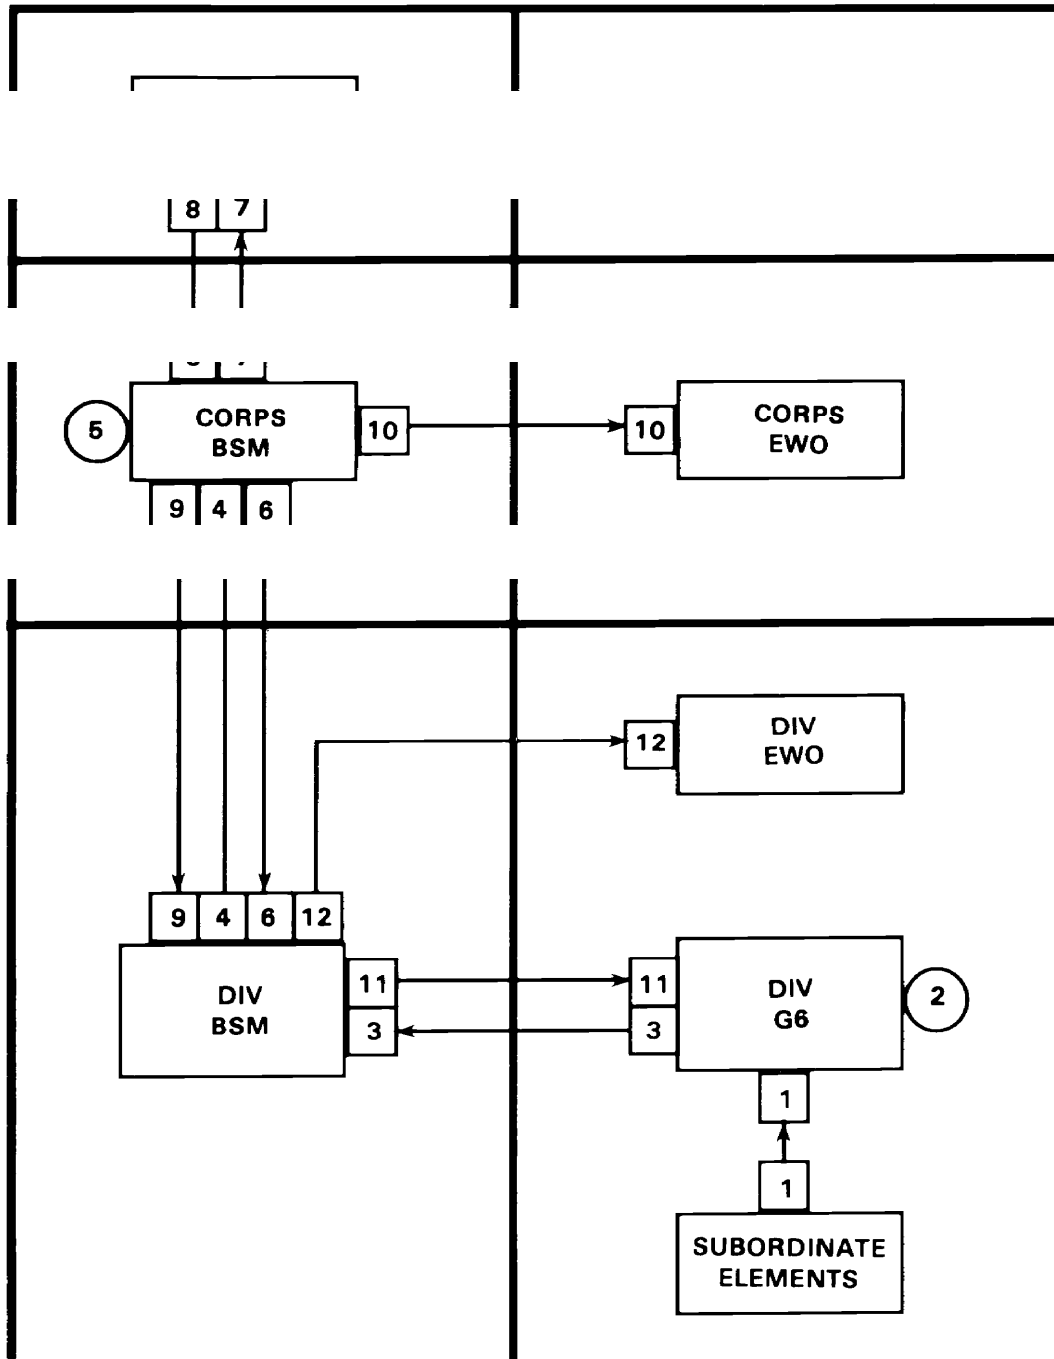 8 7
5
CORPS
BSM
10
10
CORPS
EWO
9 4 6
12
DIV
EWO
9 4 6 12
DIV
BSM
11
3
11
3
DIV
G6
2
1
1
SUBORDINATE
ELEMENTS